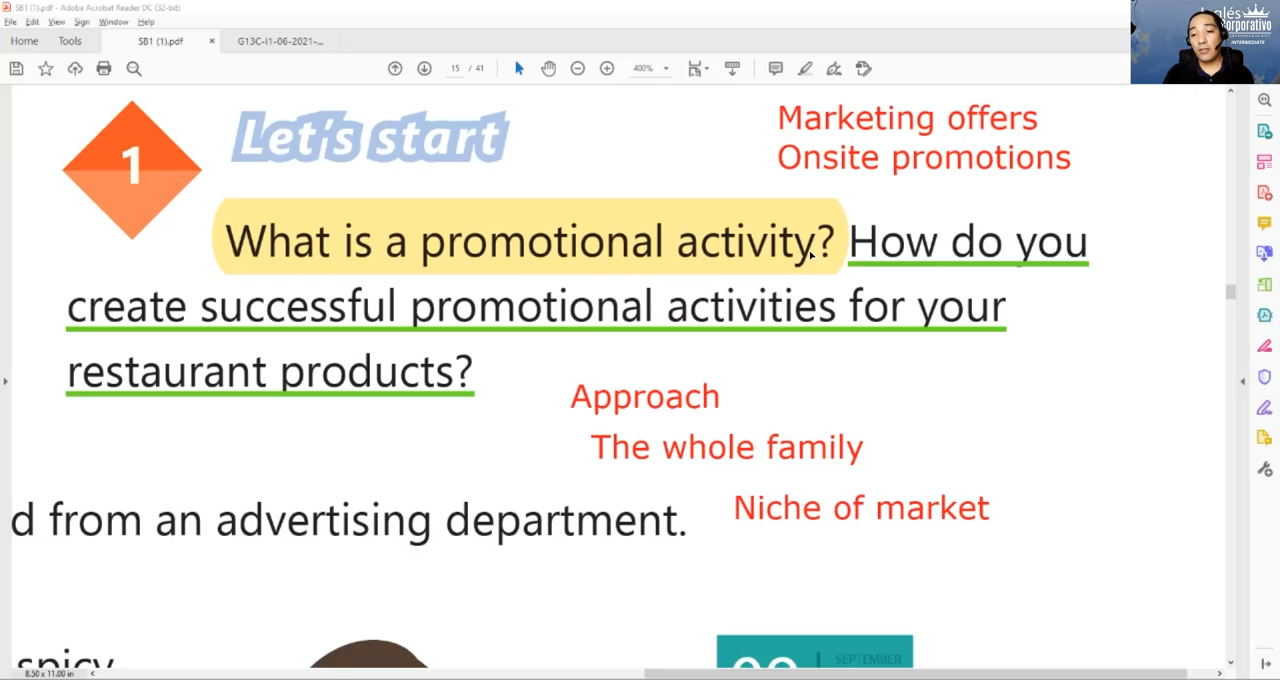 SB1 (1).pdf - Adobe Acrobat Reader DC (32-bit)
File Edit View Sign Window Help
Home Tools SB1 (1).pdf × G13C-I1-06-2021-...
15 / 41 400%
Inglés
Corporativo
INTERMEDIATE
Let's start
1
Marketing offers
Onsite promotions
What is a promotional activity? How do you
create successful promotional activities for your
restaurant products?
Approach
The whole family
Niche of market
d from an advertising department.
spicy
SEPTEMBER
8.50 x 11.00 in